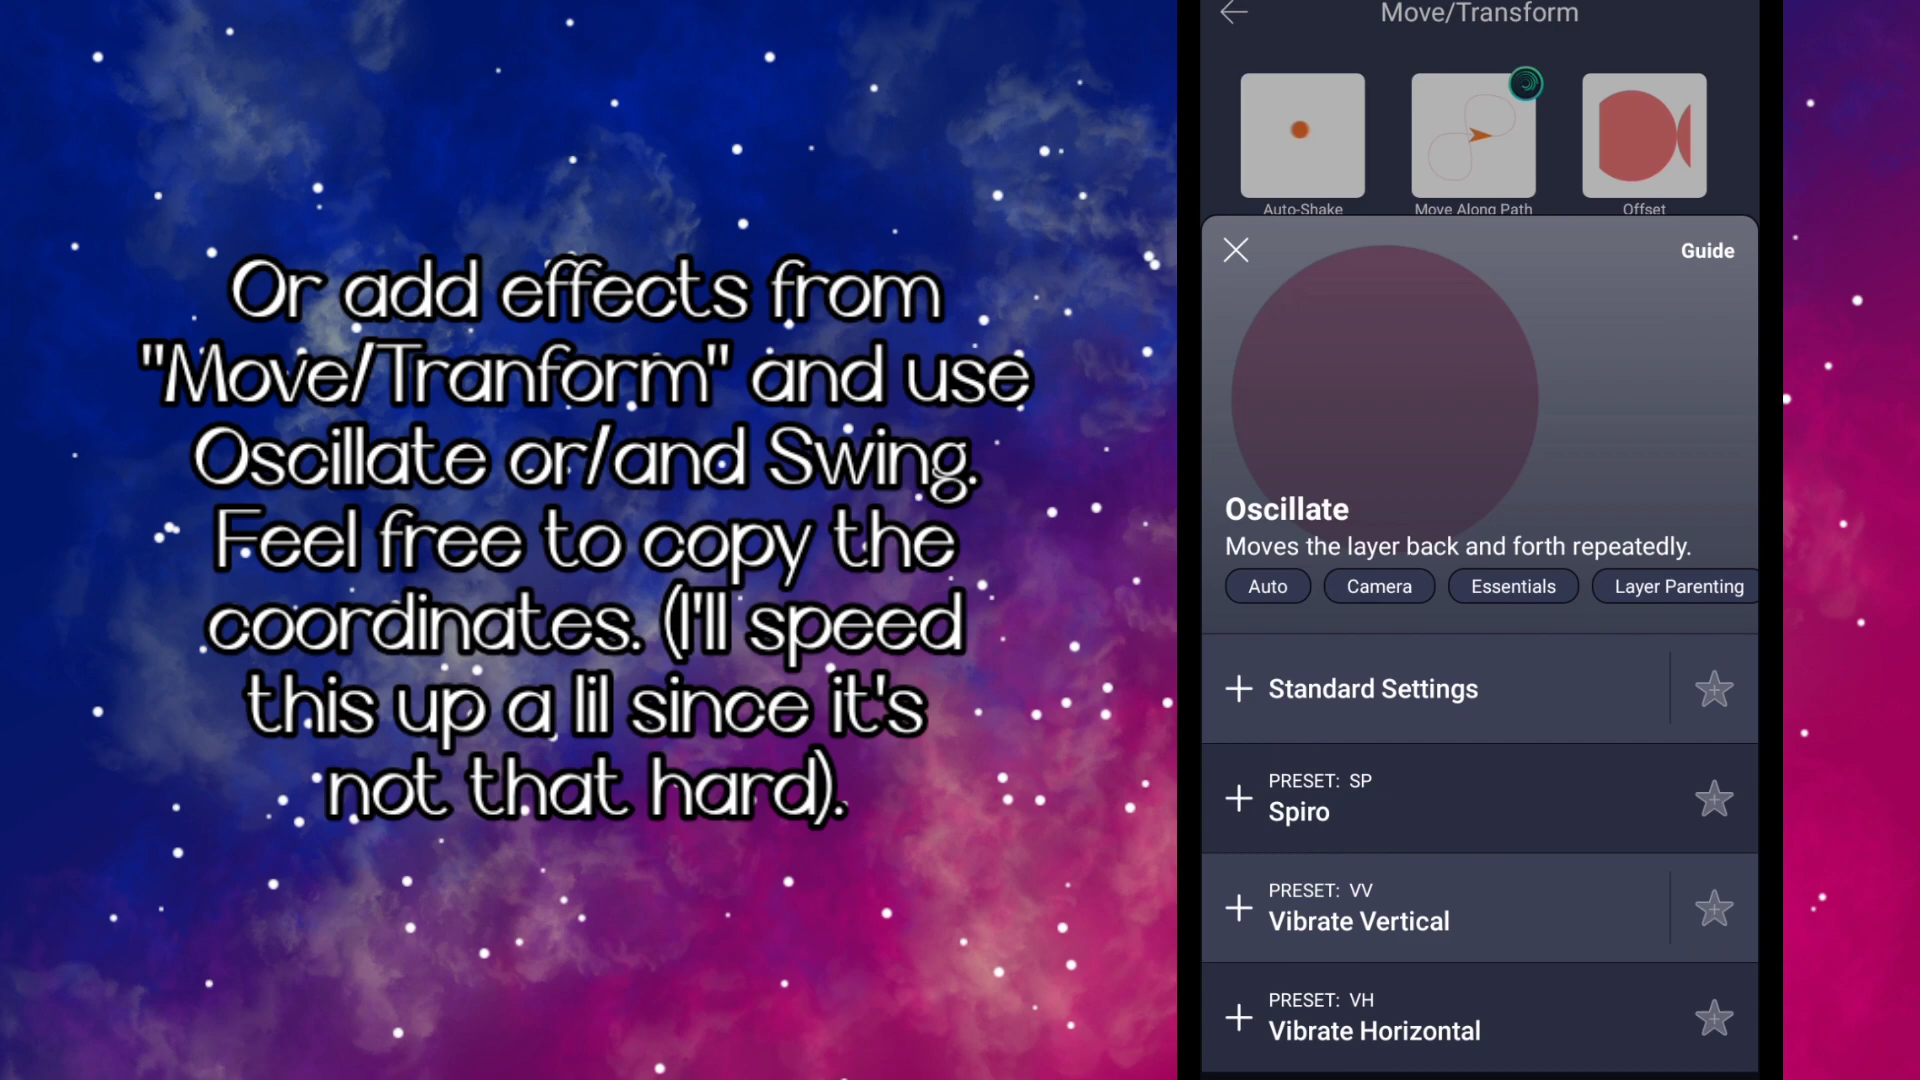 Or add effects from
"Move/Tranform" and use
Oscillate or/and Swing.
Feel free to copy the
coordinates. (I'll speed
this up a lil since it's
not that hard).
Move/Transform
Auto-Shake
Move Along Path
Offset
Guide
Oscillate
Moves the layer back and forth repeatedly.
Auto
Camera
Essentials
Layer Parenting
Standard Settings
PRESET: SP
Spiro
PRESET: VV
Vibrate Vertical
PRESET: VH
Vibrate Horizontal